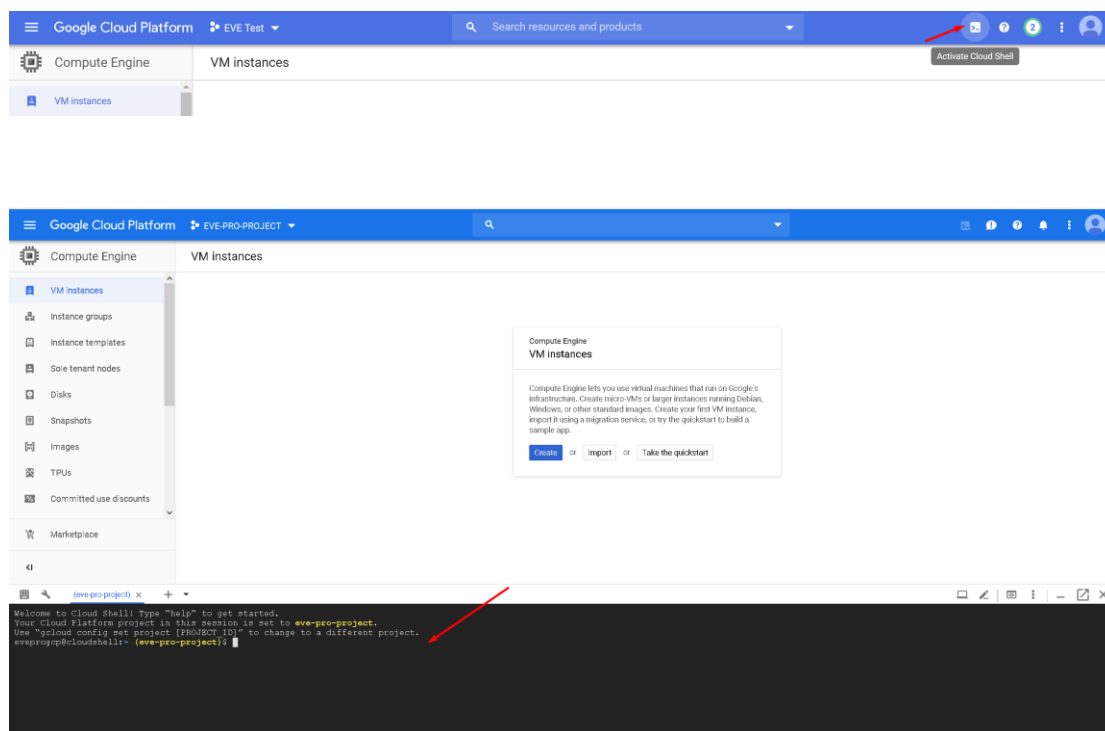 Google Cloud Platform EVE Test Search resources and products 2
Activate Cloud Shell
Compute Engine VM instances
VM instances
Google Cloud Platform EVE-PRO-PROJECT
Compute Engine VM instances
VM instances
Instance groups
Instance templates
Sole tenant nodes
Disks
Snapshots
Images
TPUs
Committed use discounts
Marketplace
Compute Engine
VM instances
Compute Engine lets you use virtual machines that run on Google's
infrastructure. Create micro-VMs or larger instances running Debian,
Windows, or other standard images. Create your first VM instance,
import it using a migration service, or try the quickstart to build a
sample app.
Create or Import or Take the quickstart
(eve-pro-project) × +
Welcome to Cloud Shell! Type "help" to get started.
Your Cloud Platform project in this session is set to eve-pro-project.
Use "gcloud config set project [PROJECT_ID]" to change to a different project.
eveprogcp@cloudshell:~ (eve-pro-project)$